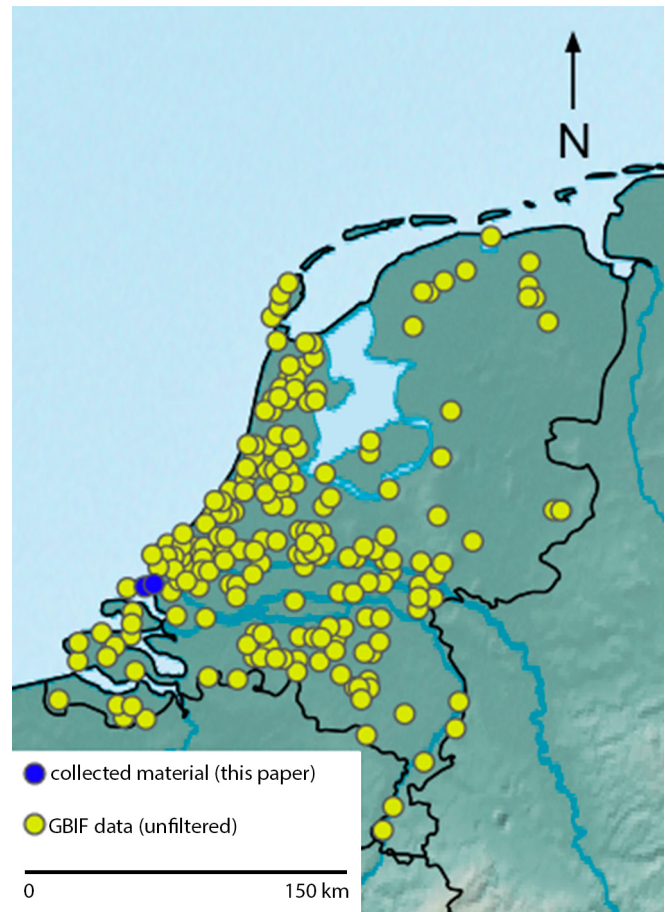 N
collected material (this paper)
GBIF data (unfiltered)
0 150 km